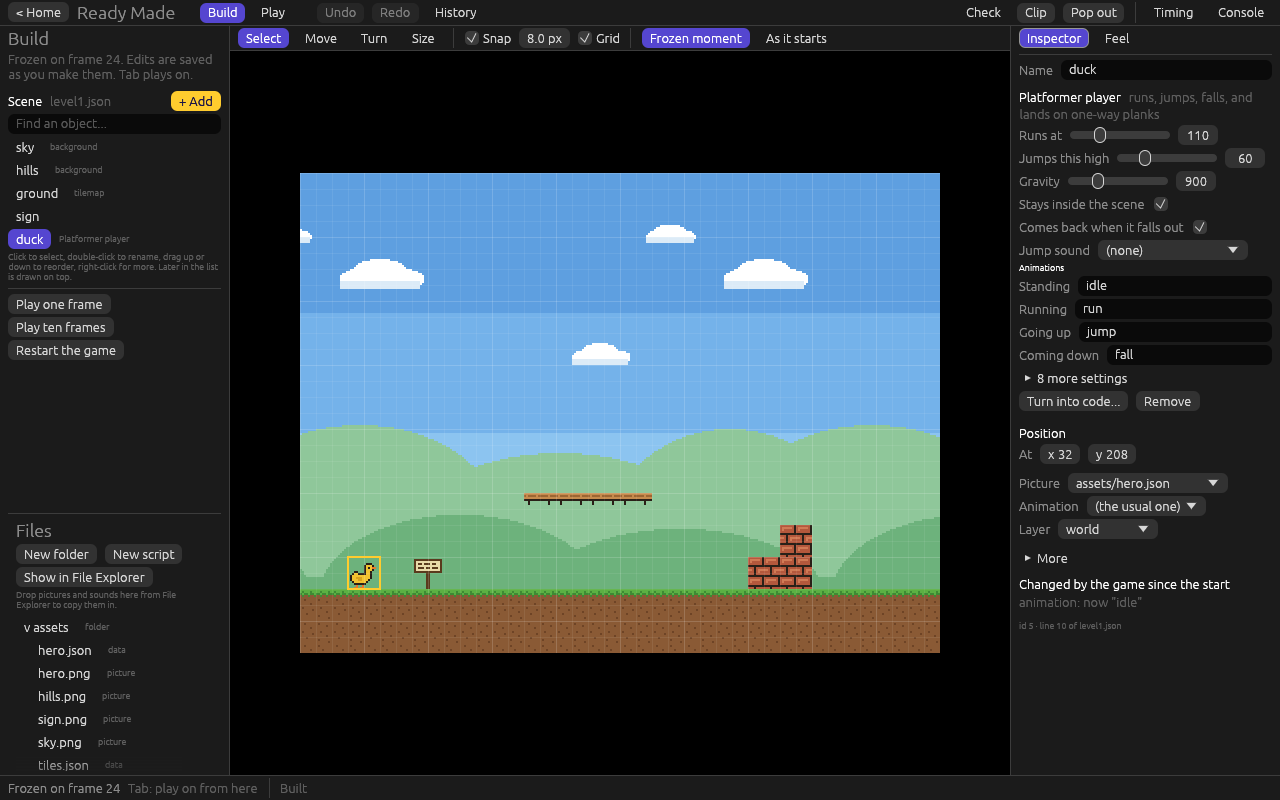 < Home Ready Made Build Play Undo Redo History Check Clip Pop out Timing Console
Build
Frozen on frame 24. Edits are saved
as you make them. Tab plays on.
Scene level1.json + Add
Find an object...
sky background
hills background
ground tilemap
sign
duck Platformer player
Click to select, double-click to rename, drag up or
down to reorder, right-click for more. Later in the list
is drawn on top.
Play one frame
Play ten frames
Restart the game
Files
New folder New script
Show in File Explorer
Drop pictures and sounds here from File
Explorer to copy them in.
v assets folder
hero.json data
hero.png picture
hills.png picture
sign.png picture
sky.png picture
tiles.json data
Select Move Turn Size Snap 8.0 px Grid Frozen moment As it starts
Inspector Feel
Name duck
Platformer player runs, jumps, falls, and
lands on one-way planks
Runs at 110
Jumps this high 60
Gravity 900
Stays inside the scene
Comes back when it falls out
Jump sound (none)
Animations
Standing idle
Running run
Going up jump
Coming down fall
8 more settings
Turn into code... Remove
Position
At x 32 y 208
Picture assets/hero.json
Animation (the usual one)
Layer world
More
Changed by the game since the start
animation: now "idle"
id 5 · line 10 of level1.json
Frozen on frame 24 Tab: play on from here Built